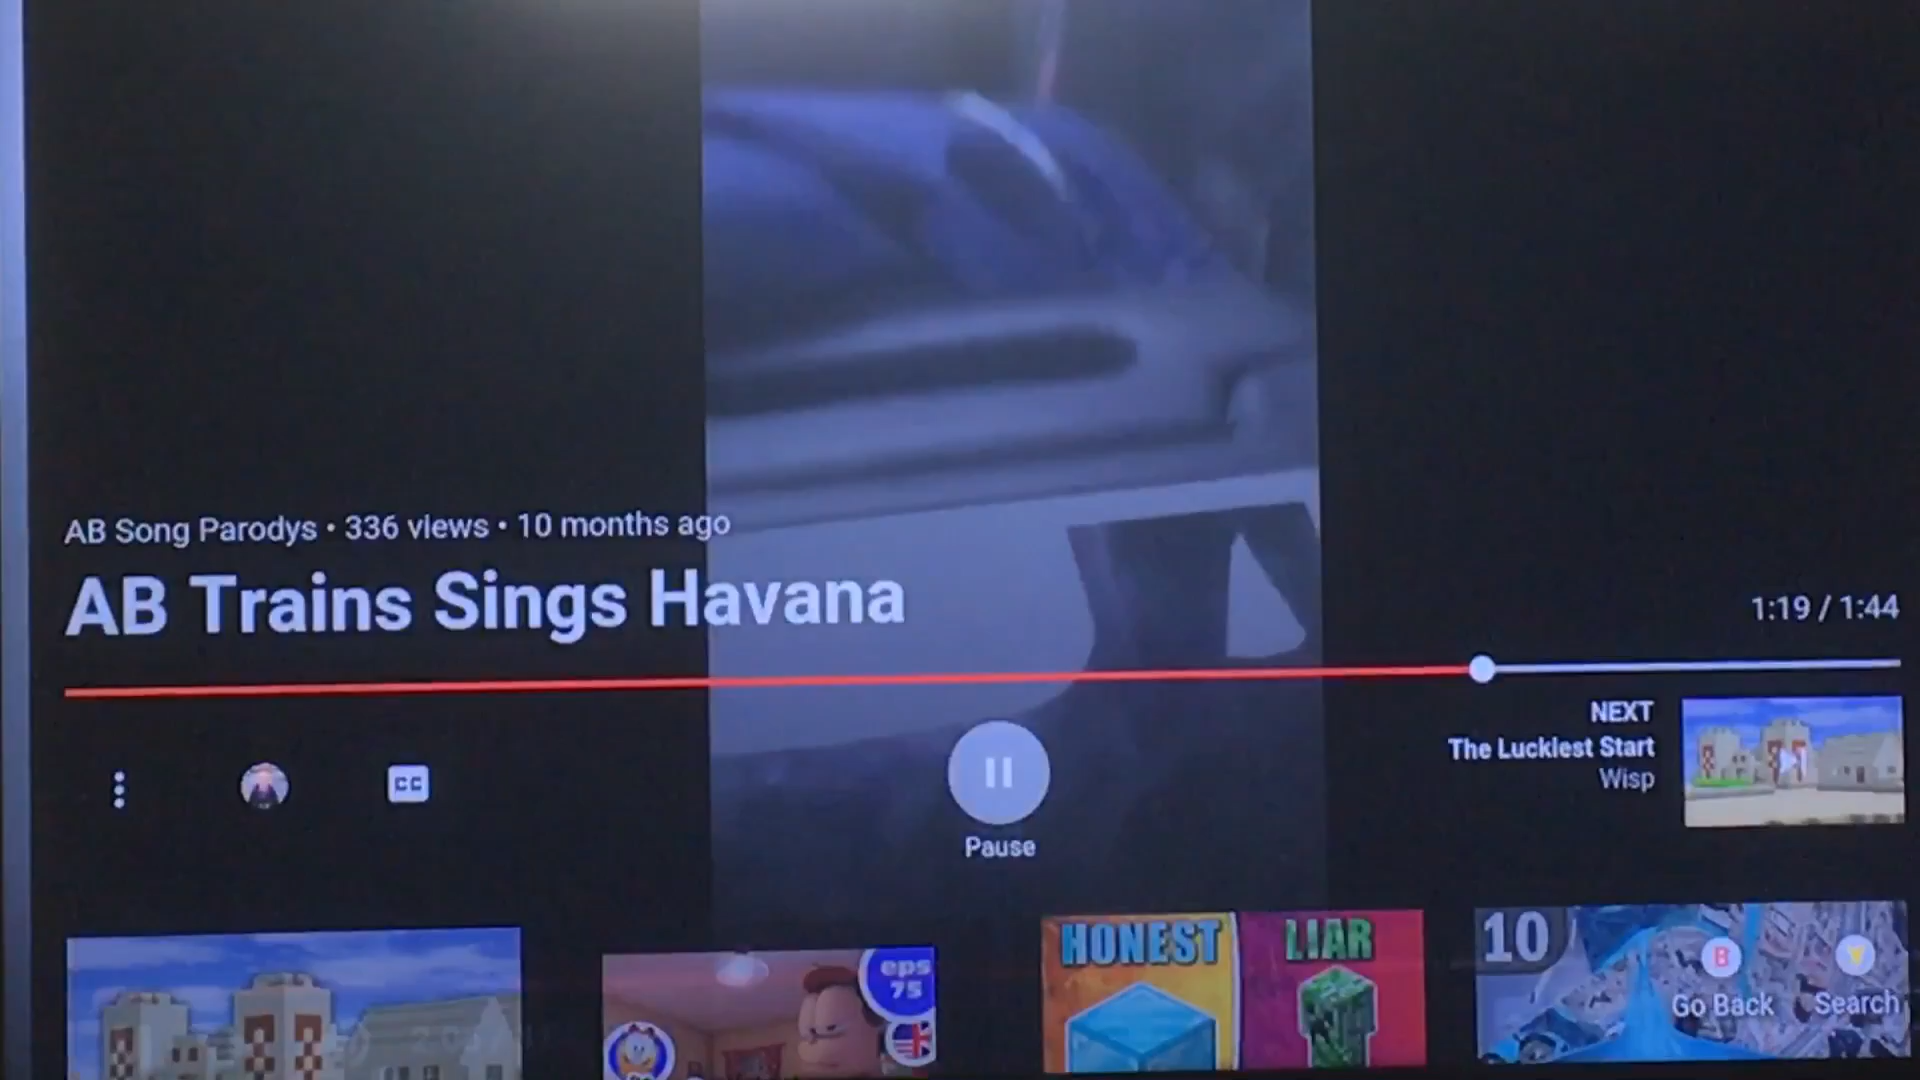 AB Song Parodys • 336 views • 10 months ago
AB Trains Sings Havana
1:19 / 1:44
NEXT
The Luckiest Start
Wisp
CC
Pause
eps
75
HONEST
LIAR
10
B
Go Back
Y
Search